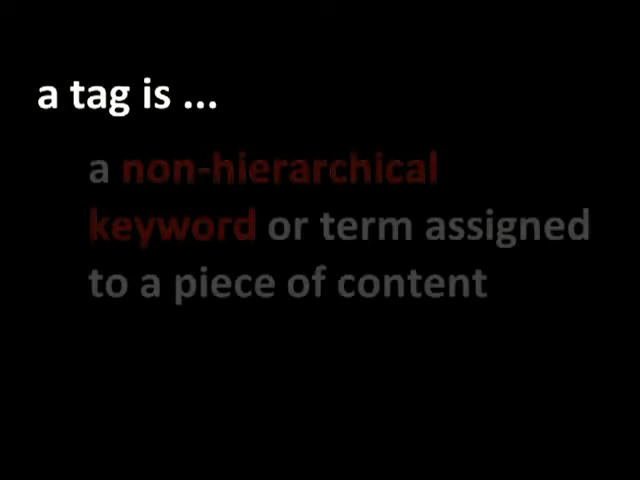 a tag is ...
a non-hierarchical
keyword or term assigned
to a piece of content